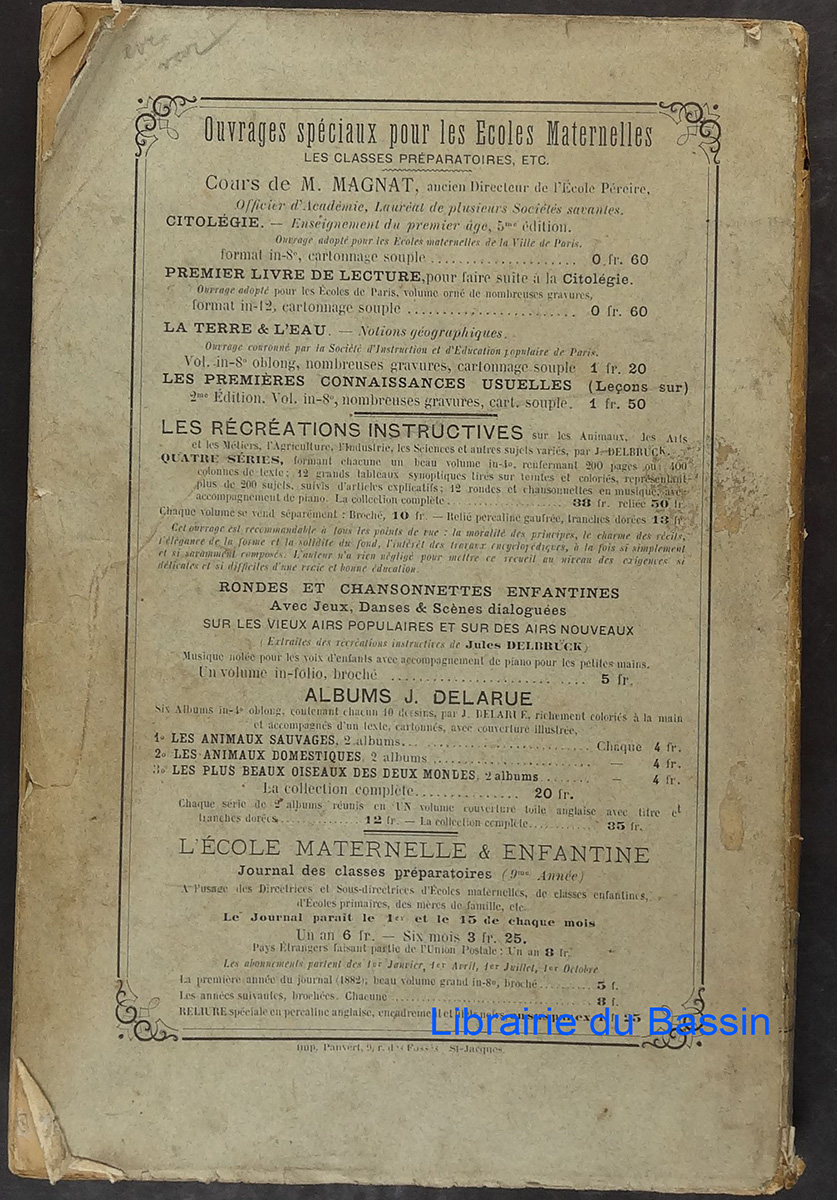 Ouvrages spéciaux pour les Ecoles Maternelles
LES CLASSES PRÉPARATOIRES, ETC.
Cours de M. MAGNAT, ancien Directeur de l'École Péreire,
Officier d'Académie, Lauréat de plusieurs Sociétés savantes.
CITOLÉGIE. — Enseignement du premier âge, 5me édition.
Ouvrage adopté pour les Ecoles maternelles de la Ville de Paris.
format in-8o, cartonnage souple ..................... 0 fr. 60
PREMIER LIVRE DE LECTURE, pour faire suite à la Citolégie.
Ouvrage adopté pour les Écoles de Paris, volume orné de nombreuses gravures,
format in-12, cartonnage souple ........................ 0 fr. 60
LA TERRE & L'EAU. — Notions géographiques.
Ouvrage couronné par la Société d'Instruction et d'Education populaire de Paris.
Vol. in-8o oblong, nombreuses gravures, cartonnage souple 1 fr. 20
LES PREMIÈRES CONNAISSANCES USUELLES (Leçons sur)
2me Édition. Vol. in-8o, nombreuses gravures, cart. souple. 1 fr. 50
LES RÉCRÉATIONS INSTRUCTIVES sur les Animaux, les Arts
et les Métiers, l'Agriculture, l'Industrie, les Sciences et autres sujets variés, par J. DELBRUCK.
QUATRE SÉRIES, formant chacune un beau volume in-4o, renfermant 200 pages ou 400
colonnes de texte; 12 grands tableaux synoptiques tirés sur teintes et coloriés, représentant
plus de 200 sujets, suivis d'articles explicatifs; 12 rondes et chansonnettes en musique, avec
accompagnement de piano. La collection complète ............ 38 fr. reliée 50 fr.
Chaque volume se vend séparément : Broché, 10 fr. — Relié percaline gaufrée, tranches dorées 13 fr.
Cet ouvrage est recommandable à tous les points de vue : la moralité des principes, le charme des récits,
l'élégance de la forme et la solidité du fond, l'intérêt des travaux encyclopédiques, à la fois si simplement
et si savamment composés. L'auteur n'a rien négligé pour mettre ce recueil au niveau des exigences si
délicates et si difficiles d'une vraie et bonne éducation.
RONDES ET CHANSONNETTES ENFANTINES
Avec Jeux, Danses & Scènes dialoguées
SUR LES VIEUX AIRS POPULAIRES ET SUR DES AIRS NOUVEAUX
(Extraites des récréations instructives de Jules DELBRÜCK)
Musique notée pour les voix d'enfants avec accompagnement de piano pour les petites mains.
Un volume in-folio, broché ............................ 5 fr.
ALBUMS J. DELARUE
Six Albums in-4o oblong, contenant chacun 10 dessins, par J. DELARUE, richement coloriés à la main
et accompagnés d'un texte, cartonnés, avec couverture illustrée,
1o LES ANIMAUX SAUVAGES, 2 albums............................ Chaque 4 fr.
2o LES ANIMAUX DOMESTIQUES, 2 albums ...................... — 4 fr.
3o LES PLUS BEAUX OISEAUX DES DEUX MONDES, 2 albums ....... — 4 fr.
La collection complète............... 20 fr.
Chaque série de 2 albums réunis en UN volume couverture toile anglaise avec titre et
tranches dorées............. 12 fr. — La collection complète............. 35 fr.
L'ÉCOLE MATERNELLE & ENFANTINE
Journal des classes préparatoires (9me Année)
A l'usage des Directrices et Sous-directrices d'Écoles maternelles, de classes enfantines,
d'Écoles primaires, des mères de famille, etc.
Le Journal parait le 1er et le 15 de chaque mois
Un an 6 fr. — Six mois 3 fr. 25.
Pays Étrangers faisant partie de l'Union Postale : Un an 8 fr.
Les abonnements partent des 1er Janvier, 1er Avril, 1er Juillet, 1er Octobre
La première année du journal (1882); beau volume grand in-8o, broché.......... 5 f.
Les années suivantes, brochées. Chacune .............................. 8 f.
RELIURE spéciale en percaline anglaise, encadrement et 25
Librairie du Bassin
Imp. Panvert, 9, r. des Fossés St-Jacques.